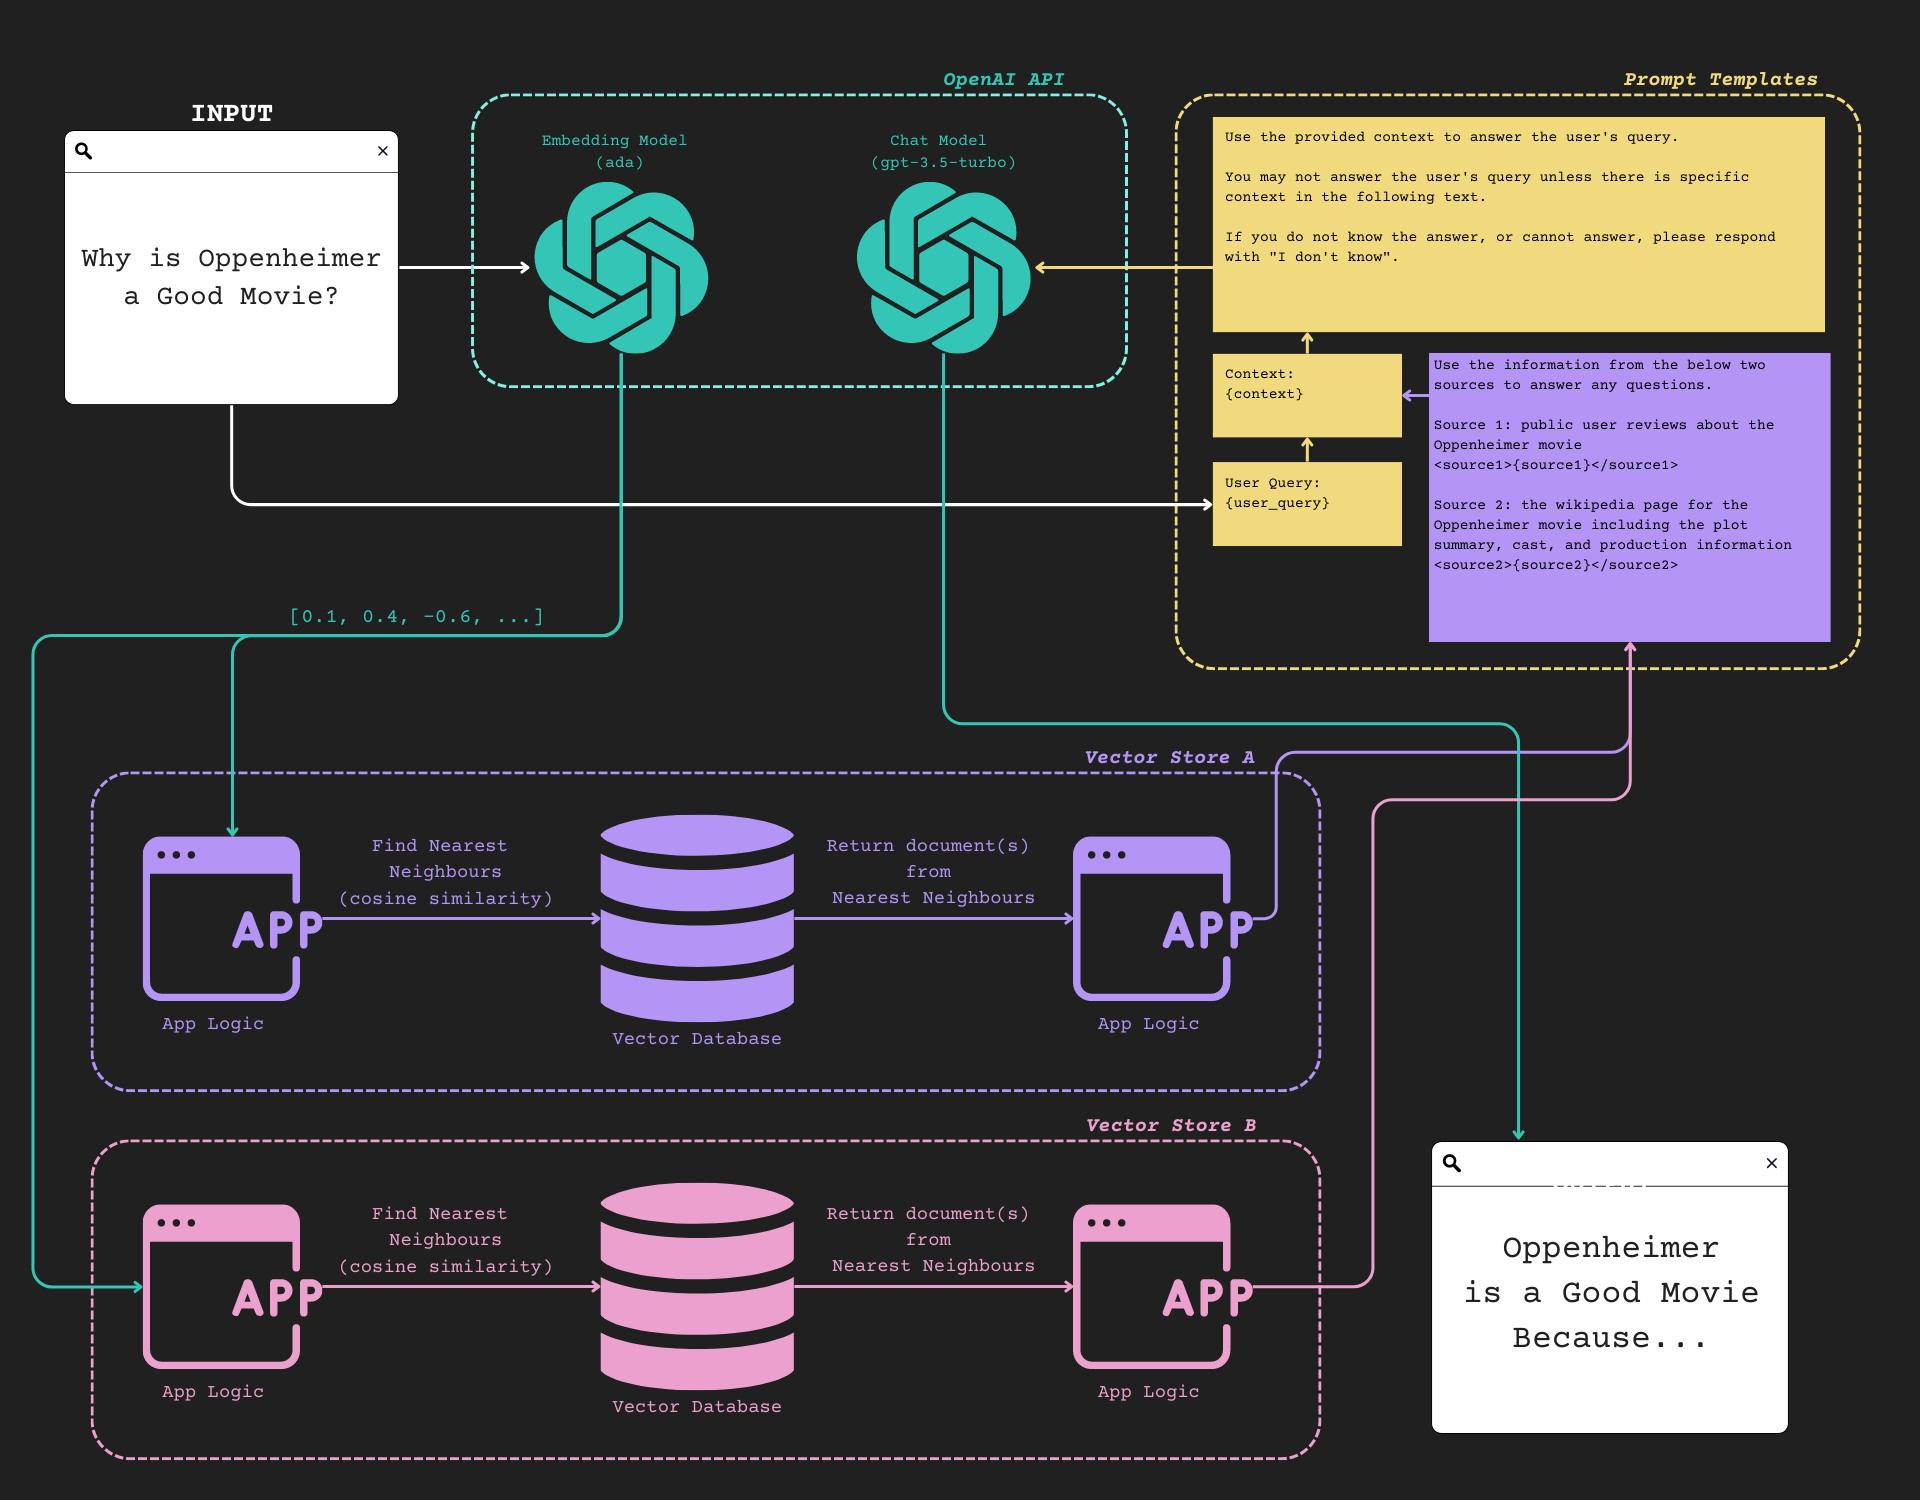 OpenAI API
Prompt Templates
INPUT
Why is Oppenheimer
a Good Movie?
Embedding Model
(ada)
Chat Model
(gpt-3.5-turbo)
Use the provided context to answer the user's query.
You may not answer the user's query unless there is specific
context in the following text.
If you do not know the answer, or cannot answer, please respond
with "I don't know".
Context:
{context}
User Query:
{user_query}
Use the information from the below two
sources to answer any questions.
Source 1: public user reviews about the
Oppenheimer movie
<source1>{source1}</source1>
Source 2: the wikipedia page for the
Oppenheimer movie including the plot
summary, cast, and production information
<source2>{source2}</source2>
[0.1, 0.4, -0.6, ...]
Vector Store A
APP
App Logic
Find Nearest
Neighbours
(cosine similarity)
Vector Database
Return document(s)
from
Nearest Neighbours
APP
App Logic
Vector Store B
APP
App Logic
Find Nearest
Neighbours
(cosine similarity)
Vector Database
Return document(s)
from
Nearest Neighbours
APP
App Logic
Oppenheimer
is a Good Movie
Because...